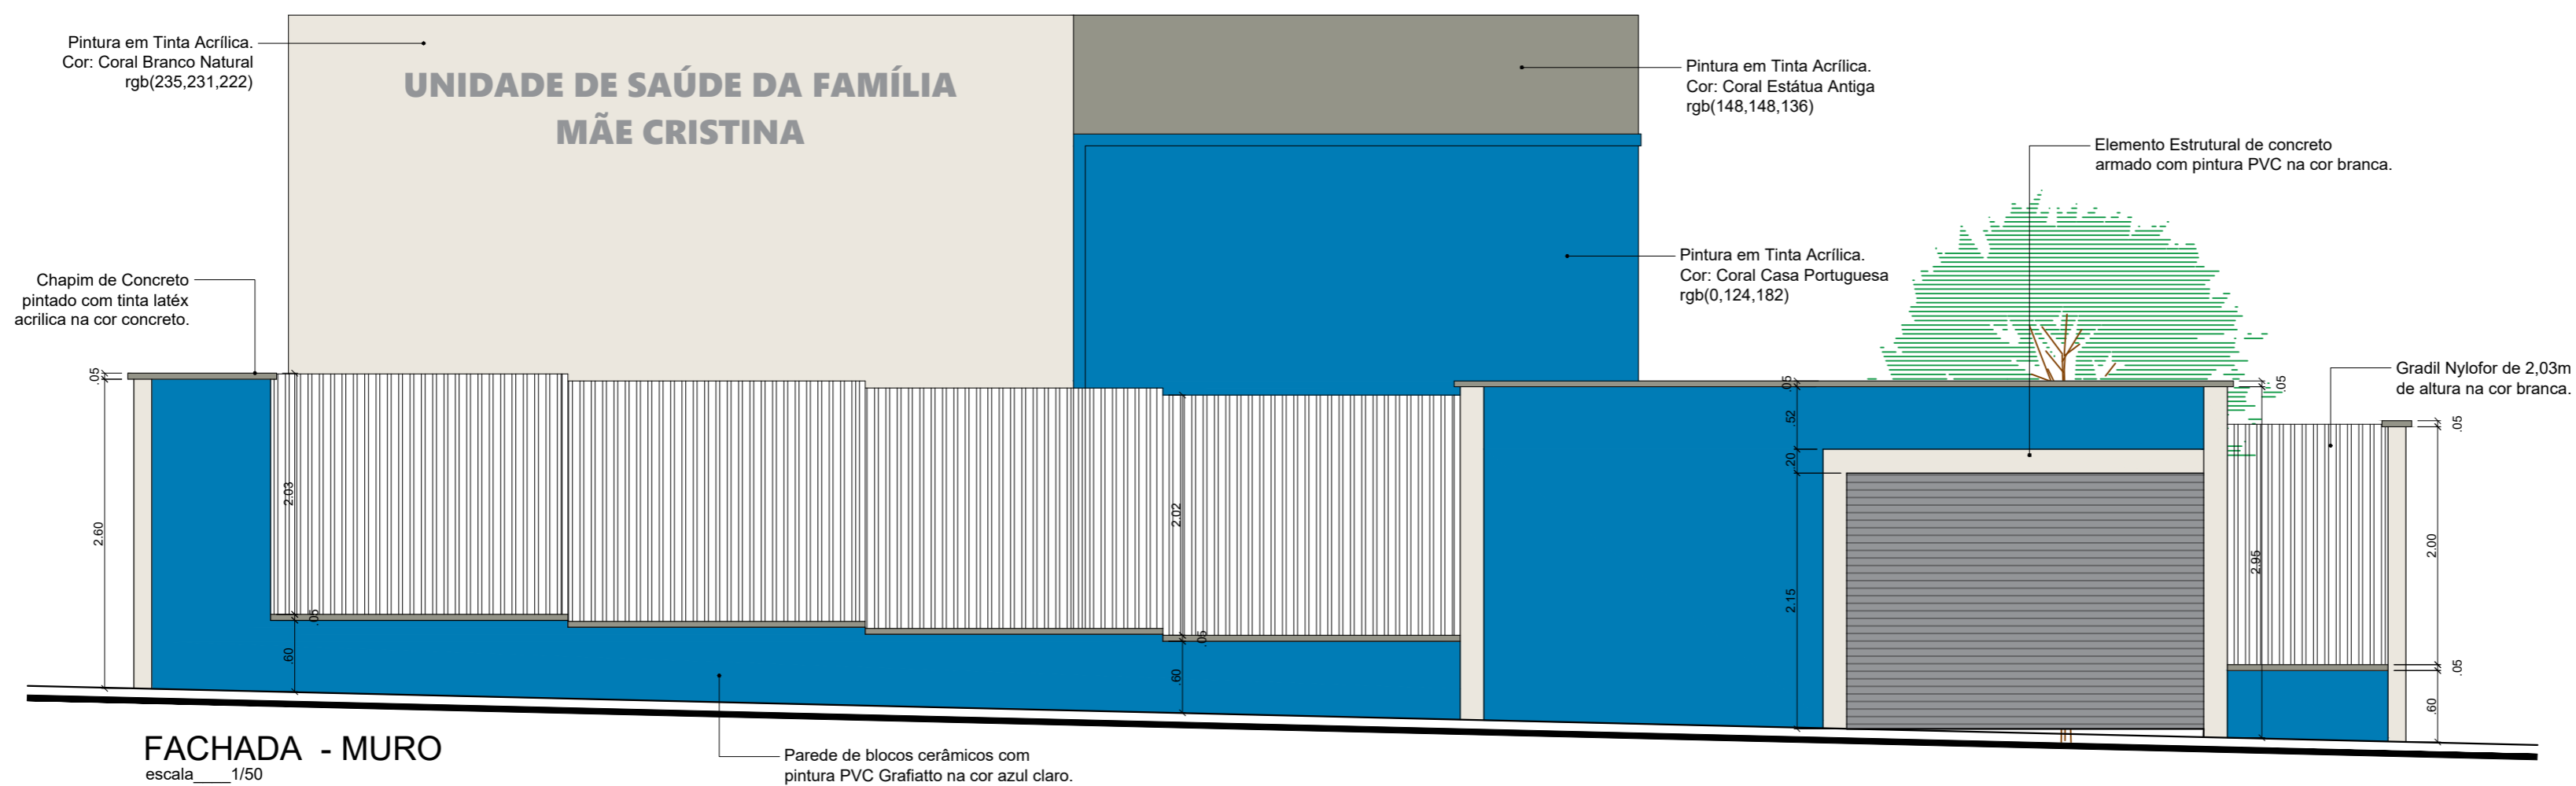 Pintura em Tinta Acrílica.
Cor: Coral Branco Natural
rgb(235,231,222)
UNIDADE DE SAÚDE DA FAMÍLIA
MÃE CRISTINA
Pintura em Tinta Acrílica.
Cor: Coral Estátua Antiga
rgb(148,148,136)
Elemento Estrutural de concreto
armado com pintura PVC na cor branca.
Pintura em Tinta Acrílica.
Cor: Coral Casa Portuguesa
rgb(0,124,182)
Chapim de Concreto
pintado com tinta latéx
acrilica na cor concreto.
Gradil Nylofor de 2,03m
de altura na cor branca.
.05
2.60
2.03
.05
.60
2.02
.05
.60
.05
.52
.20
2.15
.05
2.95
.05
2.00
.05
.60
FACHADA - MURO
escala____1/50
Parede de blocos cerâmicos com
pintura PVC Grafiatto na cor azul claro.